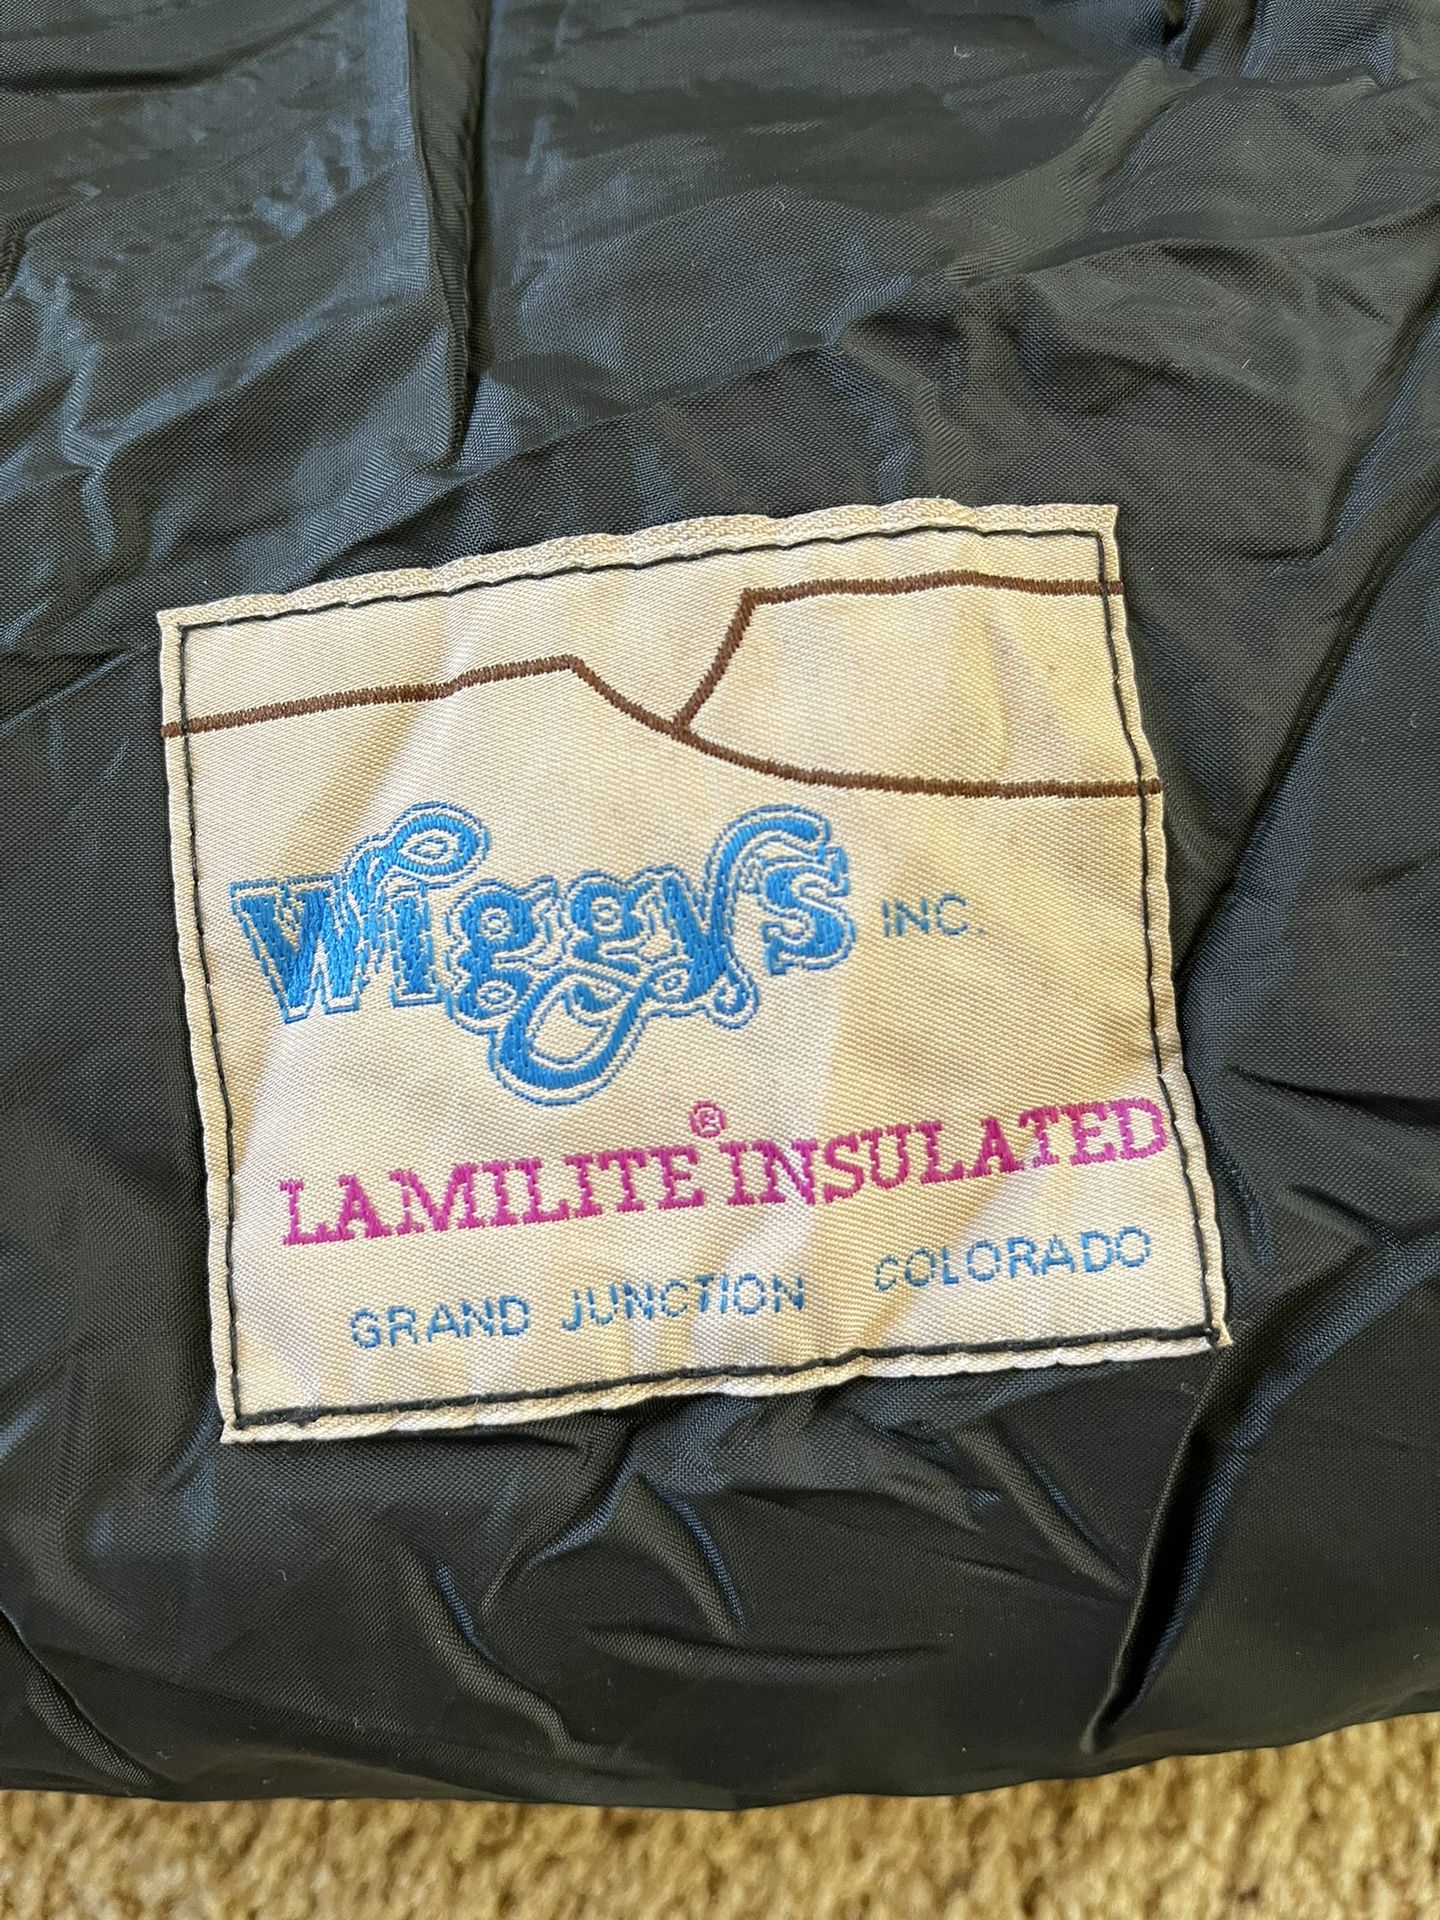 Wiggy's INC.
LAMILITE® INSULATED
GRAND JUNCTION COLORADO